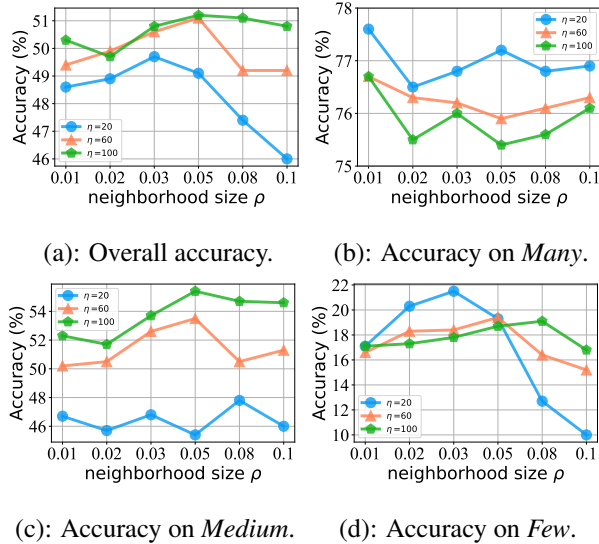 51
50
49
48
47
46
Accuracy (%)
η=20
η=60
η=100
0.01 0.02 0.03 0.05 0.08 0.1
neighborhood size ρ
(a): Overall accuracy.
78
77
76
75
Accuracy (%)
η=20
η=60
η=100
0.01 0.02 0.03 0.05 0.08 0.1
neighborhood size ρ
(b): Accuracy on Many.
54
52
50
48
46
Accuracy (%)
η=20
η=60
η=100
0.01 0.02 0.03 0.05 0.08 0.1
neighborhood size ρ
(c): Accuracy on Medium.
22
20
18
16
14
12
10
Accuracy (%)
η=20
η=60
η=100
0.01 0.02 0.03 0.05 0.08 0.1
neighborhood size ρ
(d): Accuracy on Few.